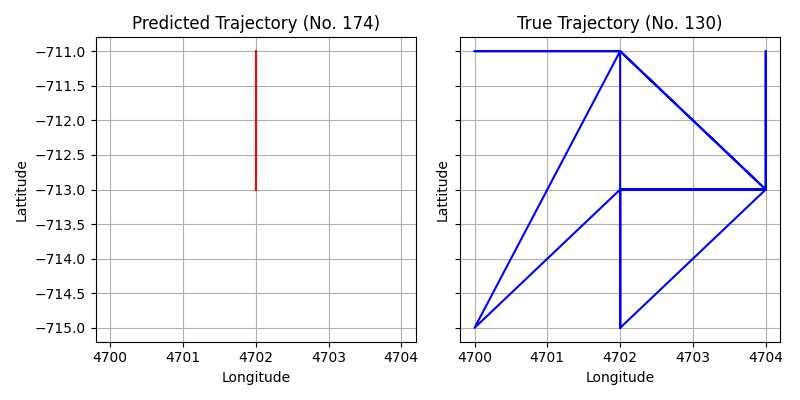 Predicted Trajectory (No. 174)
True Trajectory (No. 130)
Lattitude
−711.0
−711.5
−712.0
−712.5
−713.0
−713.5
−714.0
−714.5
−715.0
4700 4701 4702 4703 4704
Longitude
Lattitude
4700 4701 4702 4703 4704
Longitude